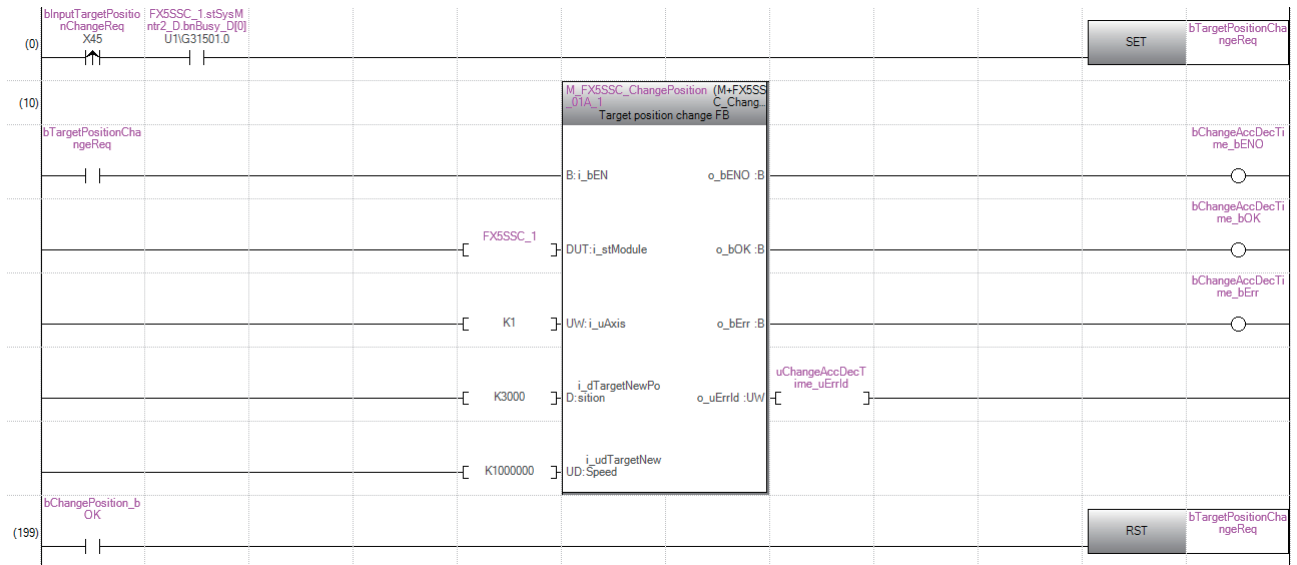 bInputTargetPositio
nChangeReq
X45
FX5SSC_1.stSysM
ntr2_D.bnBusy_D[0]
U1\G31501.0
(0)
SET
bTargetPositionCha
ngeReq
(10)
M_FX5SSC_ChangePosition
_01A_1
(M+FX5SS
C_Chang...
Target position change FB
bTargetPositionCha
ngeReq
B:i_bEN
o_bENO :B
bChangeAccDecTi
me_bENO
FX5SSC_1
DUT:i_stModule
o_bOK :B
bChangeAccDecTi
me_bOK
K1
UW:i_uAxis
o_bErr :B
bChangeAccDecTi
me_bErr
K3000
i_dTargetNewPo
D:sition
o_uErrId :UW
uChangeAccDecT
ime_uErrId
K1000000
i_udTargetNew
UD:Speed
(199)
bChangePosition_b
OK
RST
bTargetPositionCha
ngeReq